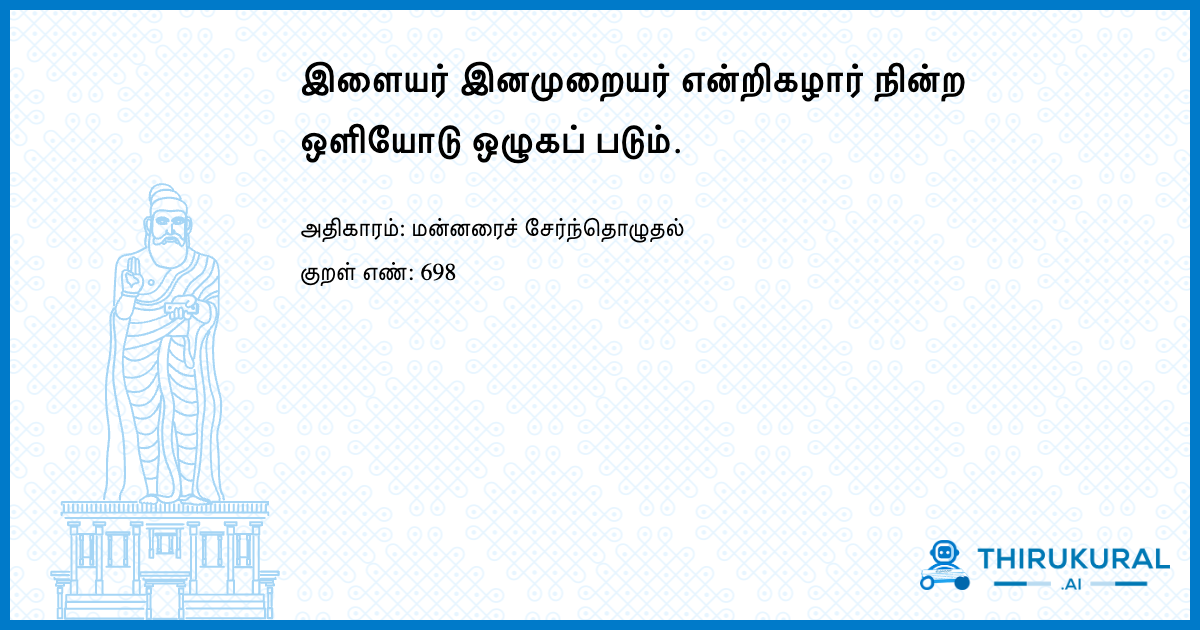 இளையர் இனமுறையர் என்றிகழார் நின்ற
ஒளியோடு ஒழுகப் படும்.
அதிகாரம்: மன்னரைச் சேர்ந்தொழுதல்
குறள் எண்: 698
THIRUKURAL
.AI